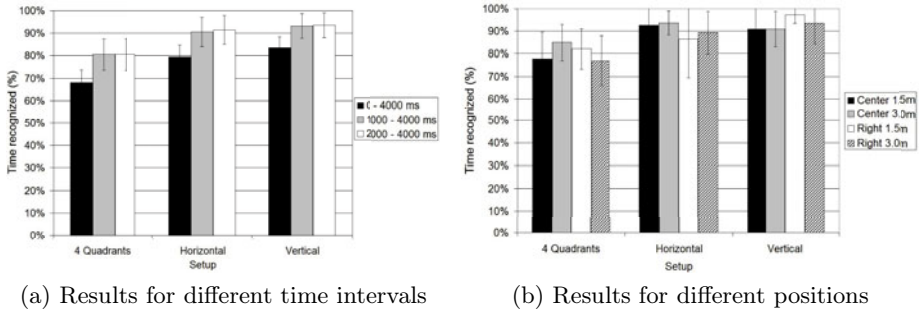 100%
90%
80%
70%
60%
50%
40%
30%
20%
10%
0%
Time recognized (%)
4 Quadrants Horizontal Vertical
Setup
0 - 4000 ms
1000 - 4000 ms
2000 - 4000 ms
(a) Results for different time intervals
100%
90%
80%
70%
60%
50%
40%
30%
20%
10%
0%
Time recognized (%)
4 Quadrants Horizontal Vertical
Setup
Center 1.5m
Center 3.0m
Right 1.5m
Right 3.0m
(b) Results for different positions